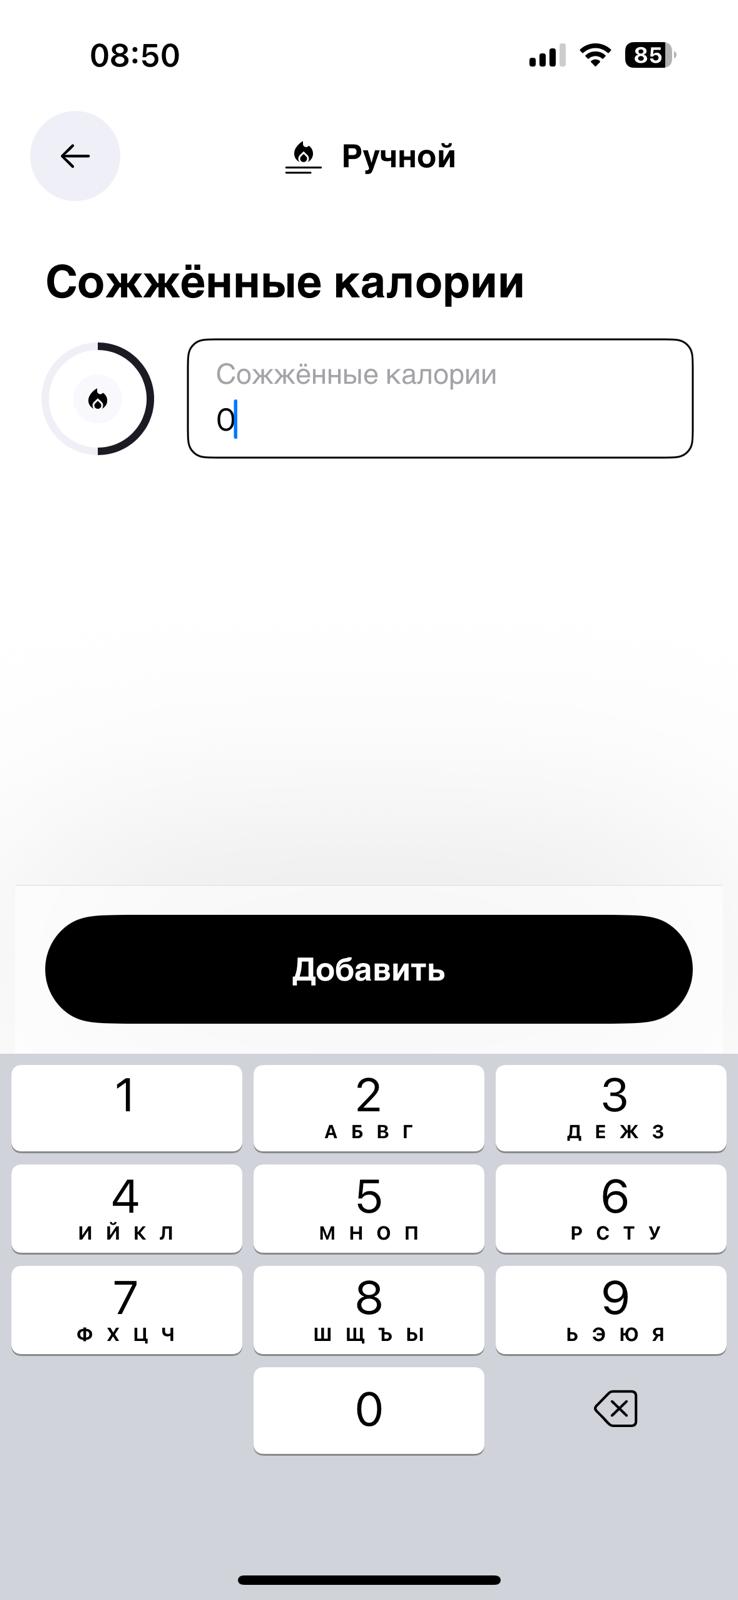 08:50
85
Ручной
Сожжённые калории
Сожжённые калории
0
Добавить
1 2 3
А Б В Г Д Е Ж З
4 5 6
И Й К Л М Н О П Р С Т У
7 8 9
Ф Х Ц Ч Ш Щ Ъ Ы Ь Э Ю Я
0